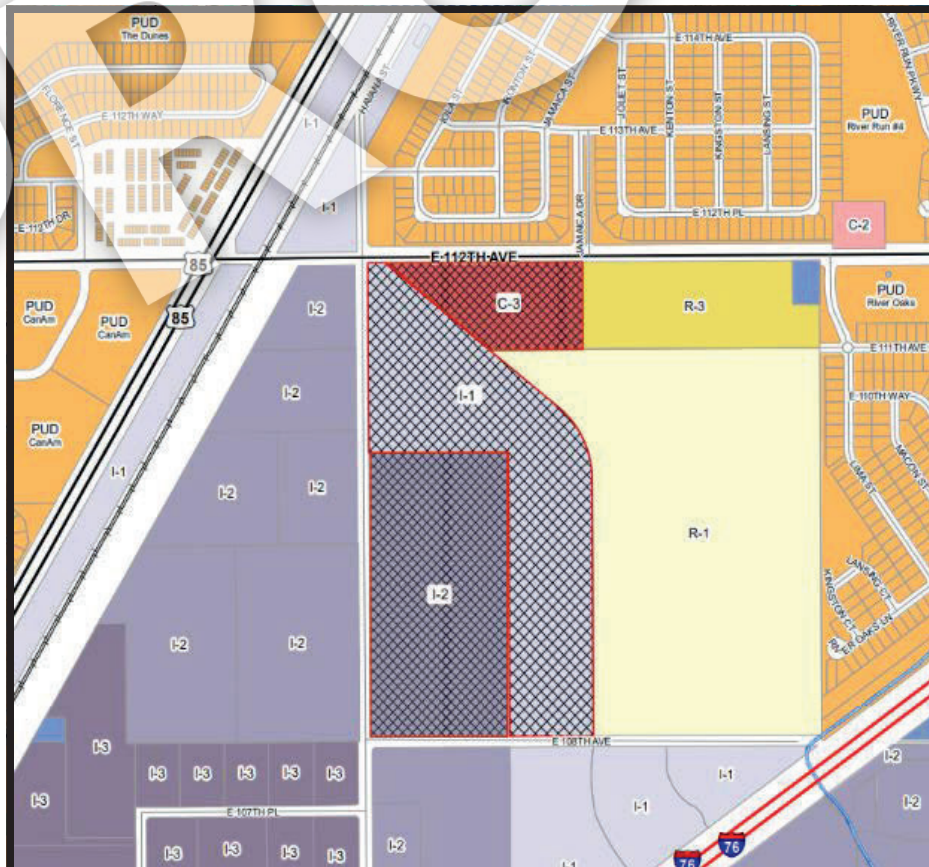 PUD
The Dunes
E 114TH AVE
RIVER RUN PKWY
FLORENCE ST
E 112TH WAY
HAVANA ST
IOLA ST
IRONTON ST
JAMAICA ST
JOLIET ST
KENTON ST
KINGSTON ST
LANSING ST
I-1
E 113TH AVE
PUD
River Run #4
E 112TH DR
I-1
E 112TH PL
JAMAICA DR
C-2
85
E 112TH AVE
PUD
CanAm
PUD
CanAm
85
I-2
C-3
R-3
PUD
River Oaks
E 111TH AVE
I-2
I-1
E 110TH WAY
PUD
CanAm
I-1
I-2
I-2
LIMA ST
MACON ST
R-1
I-2
I-2
I-2
LANSING CT
KINGSTON CT
RIVER OAKS LN
I-3
E 108TH AVE
I-2
I-3
I-3
I-3
I-3
I-3
I-3
I-1
I-3
E 107TH PL
I-1
I-2
I-3
I-3
I-3
I-3
I-2
76
76
I-1